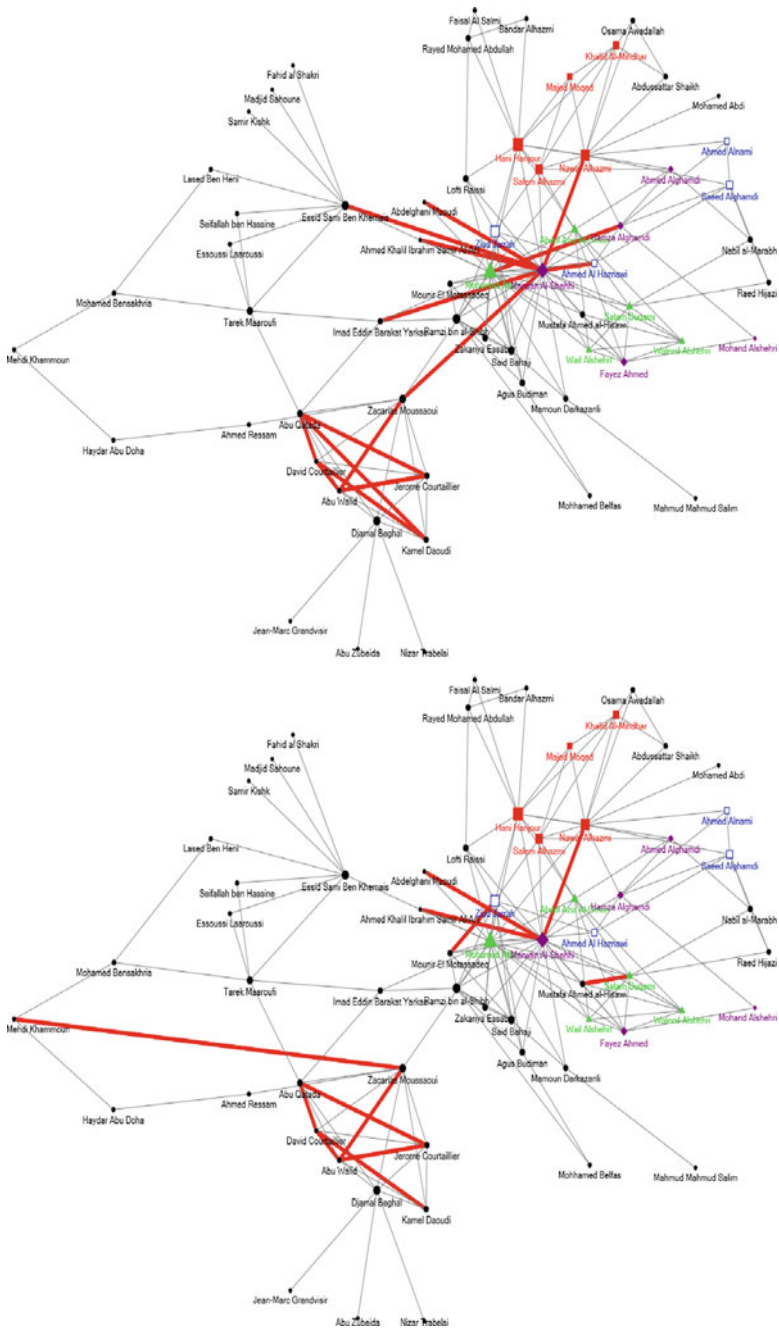 Faisal Al Salmi
Bandar Alhazmi
Osama Awadallah
Rayed Mohamed Abdullah
Khalid Al-Mihdhar
Fahid al Shakri
Majed Moqed
Abdussattar Shaikh
Madjid Sahoune
Mohamed Abdi
Samir Kishk
Ahmed Alnami
Hani Hanjour
Nawaf Alhazmi
Lased Ben Heni
Salem Alhazmi
Ahmed Alghamdi
Saeed Alghamdi
Lofti Raissi
Essid Sami Ben Khemais
Abdelghani Mzoudi
Seifallah ben Hassine
Hamza Alghamdi
Ziad Jarrah
Essoussi Laaroussi
Ahmed Khalil Ibrahim Samir
Nabil al-Marabh
Ahmed Al Haznawi
Marwan Al-Shehhi
Raed Hijazi
Mohamed Bensakhria
Mounir El Motassadeq
Tarek Maaroufi
Imad Eddin Barakat Yarkas
Ramzi bin al-Shibh
Mustafa Ahmed al-Hisawi
Satam Suqami
Zakariya Essabar
Said Bahaji
Wail Alshehri
Waleed Alshehri
Mohand Alshehri
Mehdi Khammoun
Fayez Ahmed
Agus Budiman
Mamoun Darkazanli
Zacarias Moussaoui
Abu Qatada
Ahmed Ressam
Haydar Abu Doha
David Courtaillier
Jerome Courtaillier
Abu Walid
Mohhamed Belfas
Mahmud Mahmud Salim
Djamal Beghal
Kamel Daoudi
Jean-Marc Grandvisir
Abu Zubeida
Nizar Trabelsi
Faisal Al Salmi
Bandar Alhazmi
Osama Awadallah
Rayed Mohamed Abdullah
Khalid Al-Mihdhar
Fahid al Shakri
Majed Moqed
Abdussattar Shaikh
Madjid Sahoune
Mohamed Abdi
Samir Kishk
Ahmed Alnami
Hani Hanjour
Nawaf Alhazmi
Lased Ben Heni
Salem Alhazmi
Ahmed Alghamdi
Saeed Alghamdi
Lofti Raissi
Essid Sami Ben Khemais
Abdelghani Mzoudi
Seifallah ben Hassine
Hamza Alghamdi
Ziad Jarrah
Essoussi Laaroussi
Ahmed Khalil Ibrahim Samir
Nabil al-Marabh
Ahmed Al Haznawi
Marwan Al-Shehhi
Raed Hijazi
Mohamed Bensakhria
Mounir El Motassadeq
Tarek Maaroufi
Imad Eddin Barakat Yarkas
Ramzi bin al-Shibh
Mustafa Ahmed al-Hisawi
Satam Suqami
Zakariya Essabar
Said Bahaji
Wail Alshehri
Waleed Alshehri
Mohand Alshehri
Mehdi Khammoun
Fayez Ahmed
Agus Budiman
Mamoun Darkazanli
Zacarias Moussaoui
Abu Qatada
Ahmed Ressam
Haydar Abu Doha
David Courtaillier
Jerome Courtaillier
Abu Walid
Mohhamed Belfas
Mahmud Mahmud Salim
Djamal Beghal
Kamel Daoudi
Jean-Marc Grandvisir
Abu Zubeida
Nizar Trabelsi